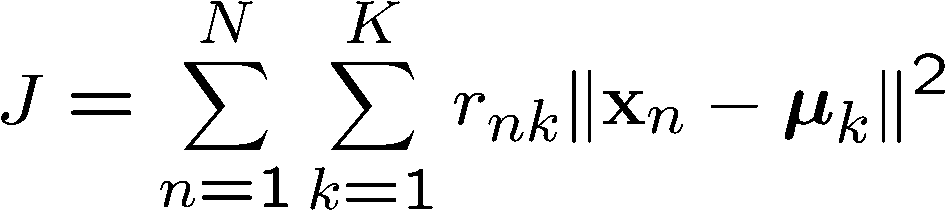 J = \sum_{n=1}^{N} \sum_{k=1}^{K} r_{nk} \|\mathbf{x}_n - \boldsymbol{\mu}_k\|^2